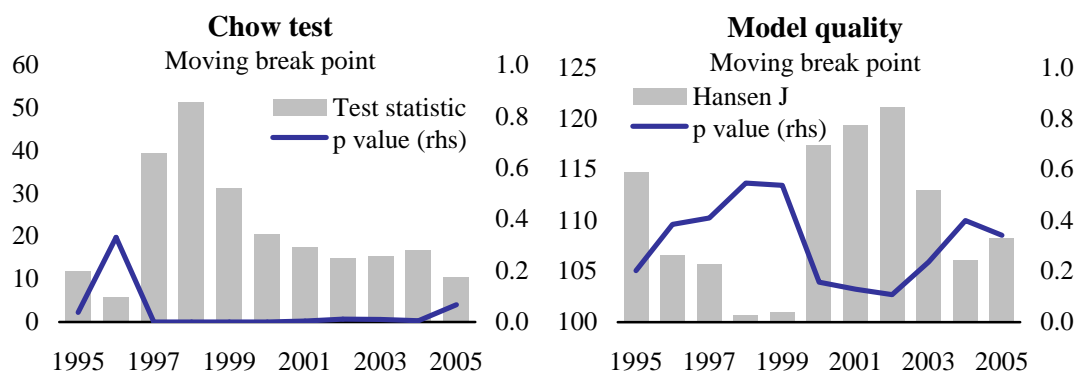 Chow test
Moving break point
60
50
40
30
20
10
0
1.0
0.8
0.6
0.4
0.2
0.0
Test statistic
p value (rhs)
1995 1997 1999 2001 2003 2005
Model quality
Moving break point
125
120
115
110
105
100
1.0
0.8
0.6
0.4
0.2
0.0
Hansen J
p value (rhs)
1995 1997 1999 2001 2003 2005